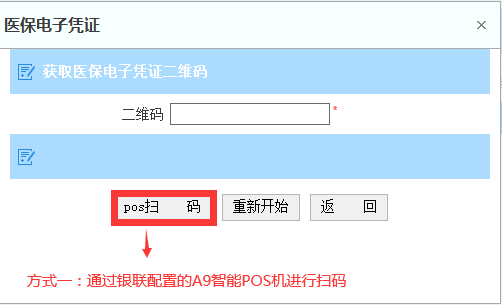 医保电子凭证 ×
获取医保电子凭证二维码
二维码 *
pos扫 码 重新开始 返 回
方式一：通过银联配置的A9智能POS机进行扫码